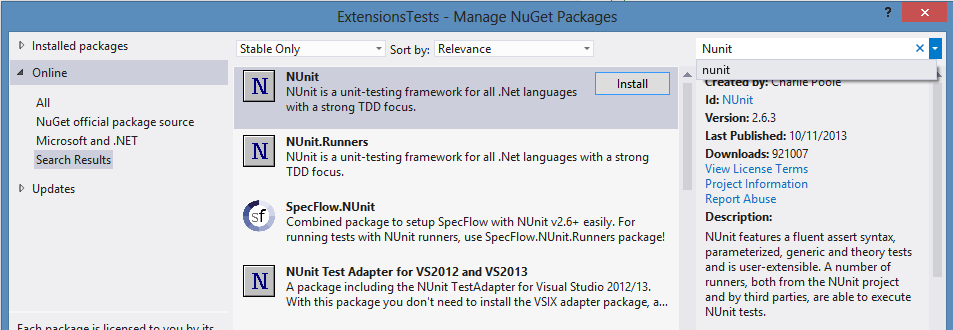 ExtensionsTests - Manage NuGet Packages
?
Installed packages
Online
All
NuGet official package source
Microsoft and .NET
Search Results
Updates
Each package is licensed to you by its
Stable Only
Sort by: Relevance
N
NUnit
NUnit is a unit-testing framework for all .Net languages
with a strong TDD focus.
Install
N
NUnit.Runners
NUnit is a unit-testing framework for all .Net languages with a strong
TDD focus.
sf
SpecFlow.NUnit
Combined package to setup SpecFlow with NUnit v2.6+ easily. For
running tests with NUnit runners, use SpecFlow.NUnit.Runners package!
N
NUnit Test Adapter for VS2012 and VS2013
A package including the NUnit TestAdapter for Visual Studio 2012/13.
With this package you don't need to install the VSIX adapter package, a...
Nunit
nunit
Created by: Charlie Poole
Id: NUnit
Version: 2.6.3
Last Published: 10/11/2013
Downloads: 921007
View License Terms
Project Information
Report Abuse
Description:
NUnit features a fluent assert syntax,
parameterized, generic and theory tests
and is user-extensible. A number of
runners, both from the NUnit project
and by third parties, are able to execute
NUnit tests.